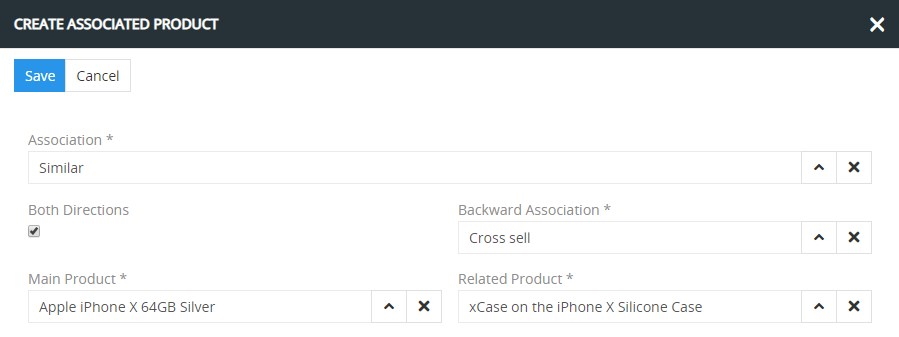 CREATE ASSOCIATED PRODUCT
Save Cancel
Association *
Similar
Both Directions Backward Association *
Cross sell
Main Product * Related Product *
Apple iPhone X 64GB Silver xCase on the iPhone X Silicone Case